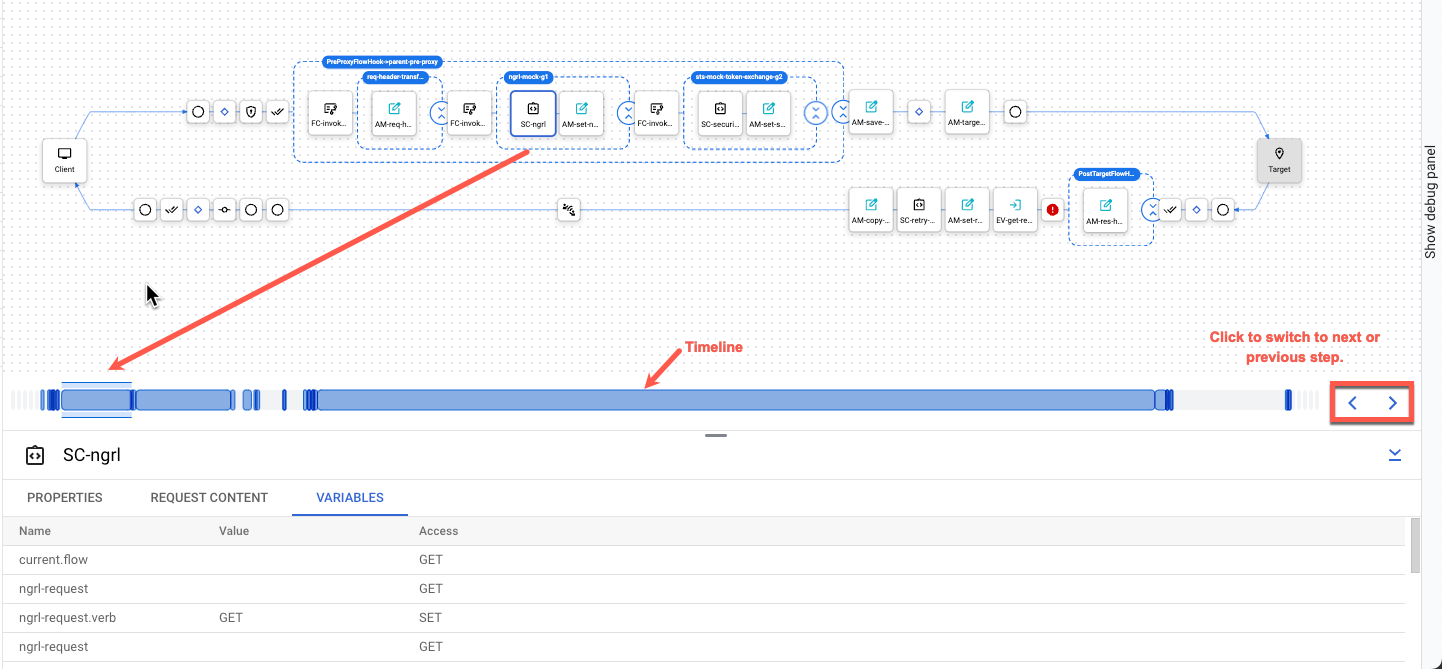 PreProxyFlowHook->parent-pre-proxy
req-header-transf...
ngrl-mock-g1
sts-mock-token-exchange-g2
FC-invok...
AM-req-h...
FC-invok...
SC-ngrl
AM-set-n...
FC-invok...
SC-securi...
AM-set-s...
AM-save-...
AM-targe...
Client
Target
PostTargetFlowH...
AM-copy-...
SC-retry-...
AM-set-r...
EV-get-re...
AM-res-h...
Show debug panel
Timeline
Click to switch to next or
previous step.
SC-ngrl
PROPERTIES
REQUEST CONTENT
VARIABLES
Name Value Access
current.flow GET
ngrl-request GET
ngrl-request.verb GET SET
ngrl-request GET